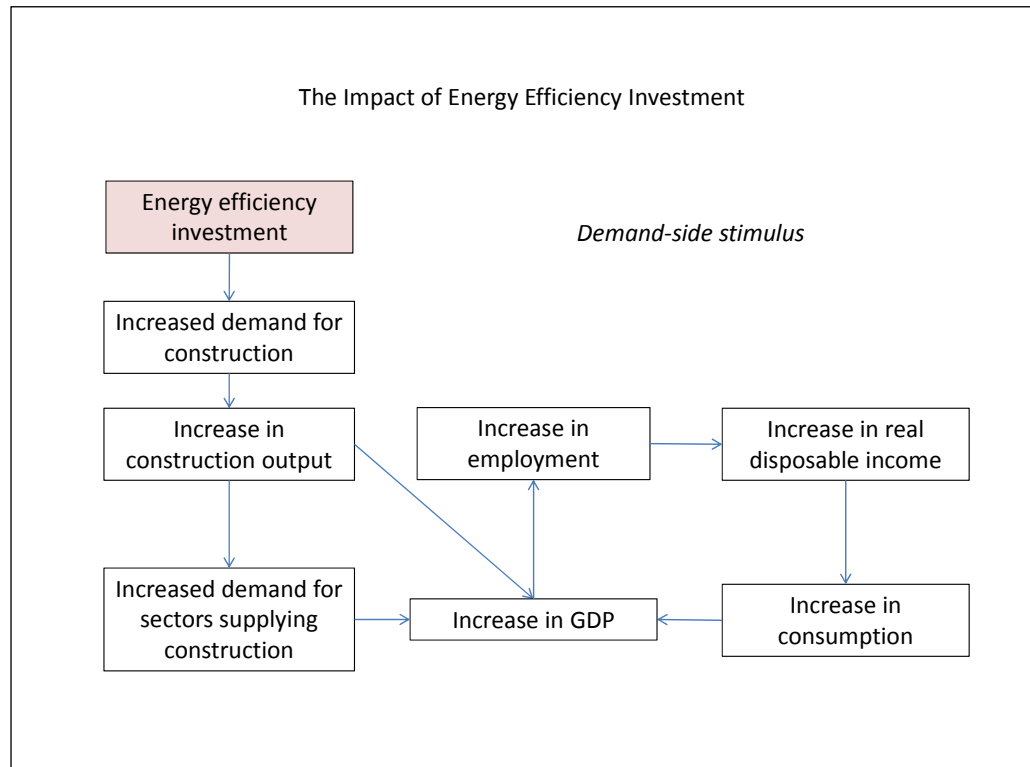 The Impact of Energy Efficiency Investment
Energy efficiency
investment
Demand-side stimulus
Increased demand for
construction
Increase in
construction output
Increase in
employment
Increase in real
disposable income
Increased demand for
sectors supplying
construction
Increase in GDP
Increase in
consumption